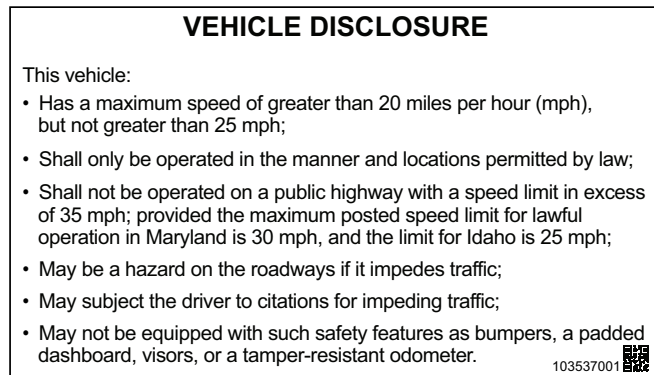 VEHICLE DISCLOSURE
This vehicle:
• Has a maximum speed of greater than 20 miles per hour (mph),
but not greater than 25 mph;
• Shall only be operated in the manner and locations permitted by law;
• Shall not be operated on a public highway with a speed limit in excess
of 35 mph; provided the maximum posted speed limit for lawful
operation in Maryland is 30 mph, and the limit for Idaho is 25 mph;
• May be a hazard on the roadways if it impedes traffic;
• May subject the driver to citations for impeding traffic;
• May not be equipped with such safety features as bumpers, a padded
dashboard, visors, or a tamper-resistant odometer.
103537001